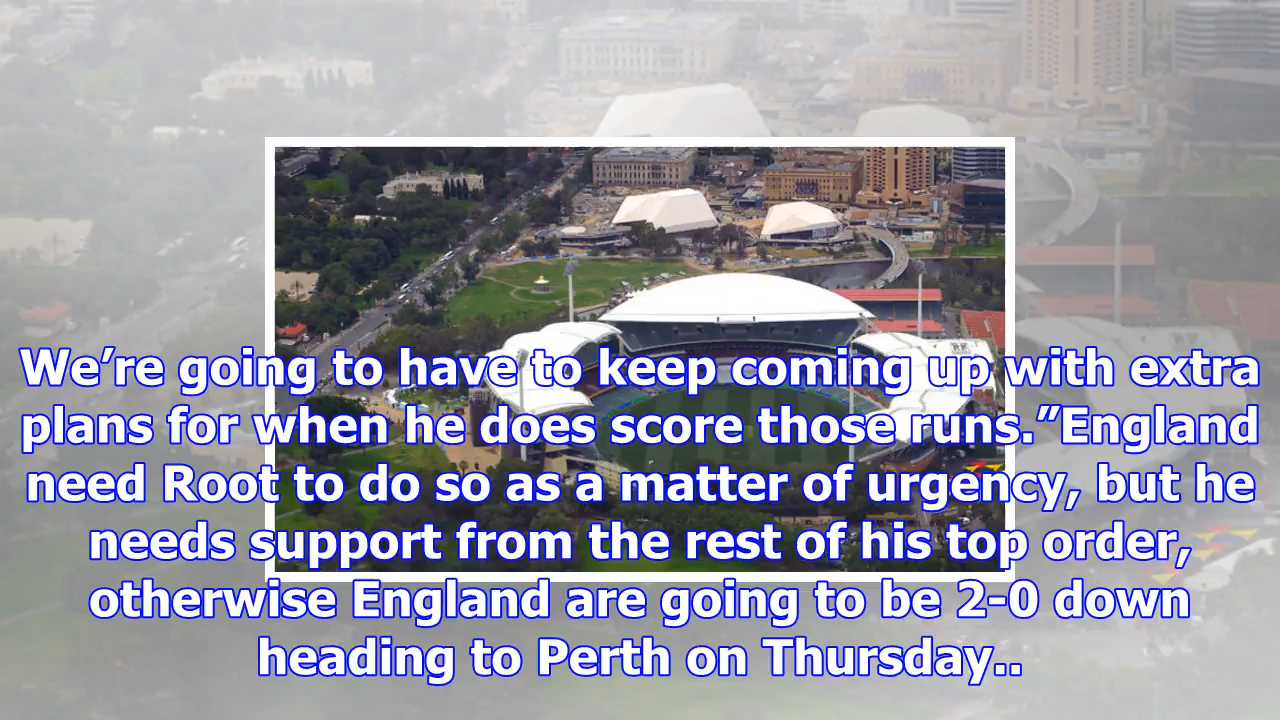 We’re going to have to keep coming up with extra
plans for when he does score those runs.”England
need Root to do so as a matter of urgency, but he
needs support from the rest of his top order,
otherwise England are going to be 2-0 down
heading to Perth on Thursday..